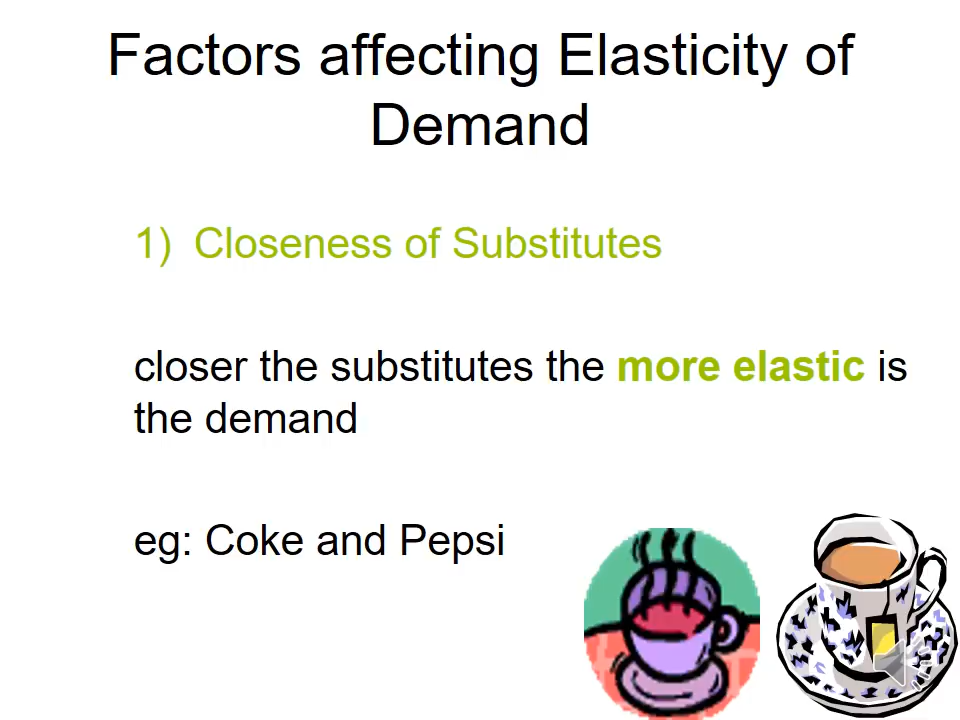 Factors affecting Elasticity of
Demand
1) Closeness of Substitutes
closer the substitutes the more elastic is
the demand
eg: Coke and Pepsi